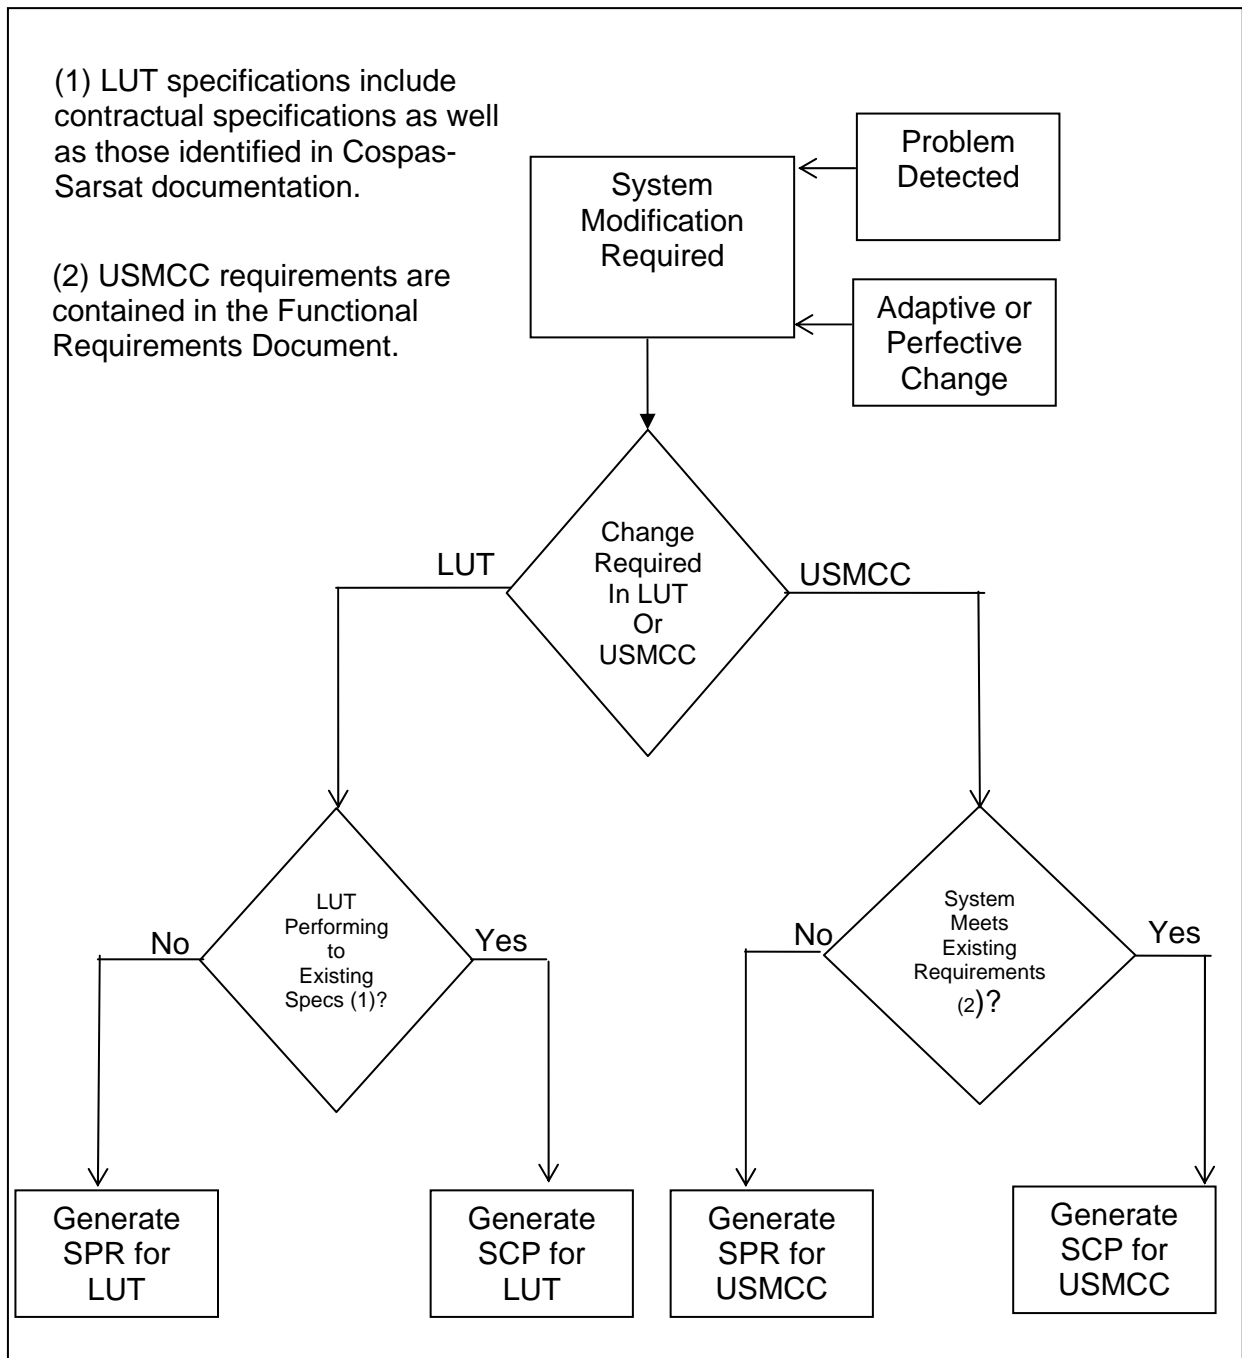 (1) LUT specifications include
contractual specifications as well
as those identified in Cospas-
Sarsat documentation.
(2) USMCC requirements are
contained in the Functional
Requirements Document.
System
Modification
Required
Problem
Detected
Adaptive or
Perfective
Change
Change
Required
In LUT
Or
USMCC
LUT
USMCC
LUT
Performing
to
Existing
Specs (1)?
No
Yes
System
Meets
Existing
Requirements
(2)?
No
Yes
Generate
SPR for
LUT
Generate
SCP for
LUT
Generate
SPR for
USMCC
Generate
SCP for
USMCC